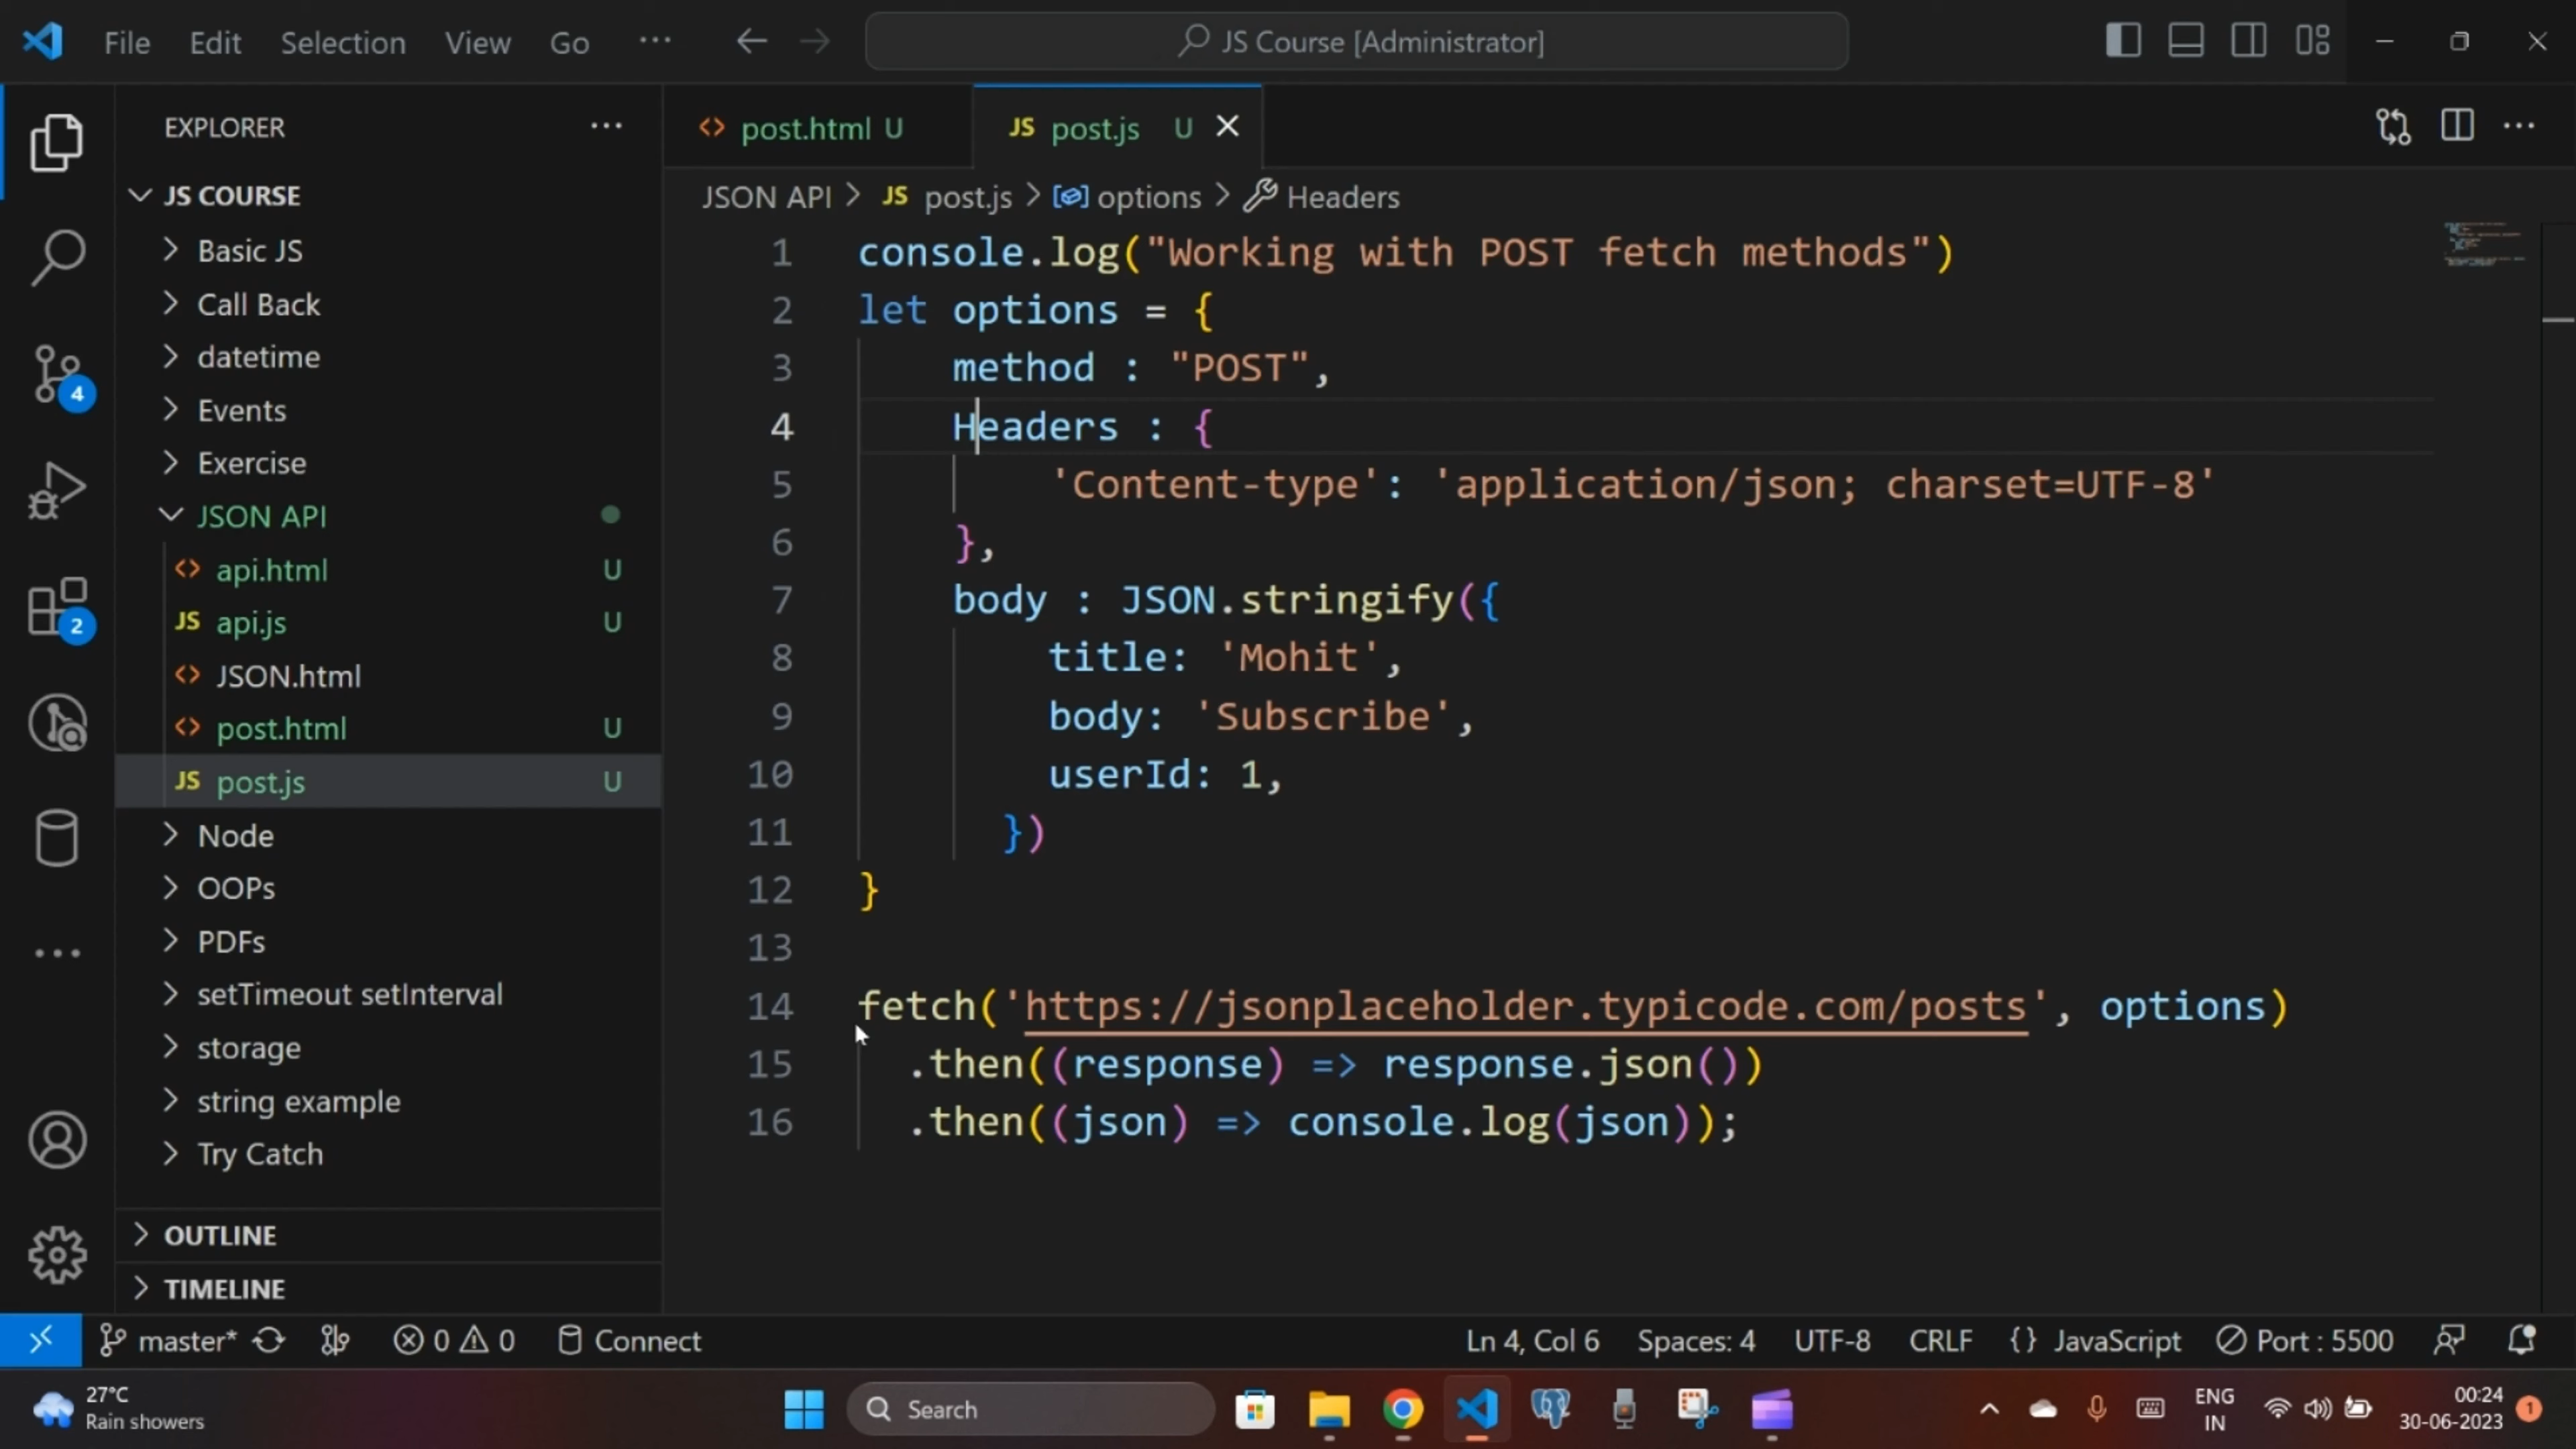 File Edit Selection View Go ··· JS Course [Administrator]
EXPLORER ···
JS COURSE
Basic JS
Call Back
datetime
Events
Exercise
JSON API
api.html U
JS api.js U
JSON.html
post.html U
JS post.js U
Node
OOPs
PDFs
setTimeout setInterval
storage
string example
Try Catch
OUTLINE
TIMELINE
4
2
post.html U JS post.js U
JSON API > JS post.js > options > Headers
1 console.log("Working with POST fetch methods")
2 let options = {
3 method : "POST",
4 Headers : {
5 'Content-type': 'application/json; charset=UTF-8'
6 },
7 body : JSON.stringify({
8 title: 'Mohit',
9 body: 'Subscribe',
10 userId: 1,
11 })
12 }
13
14 fetch('https://jsonplaceholder.typicode.com/posts', options)
15 .then((response) => response.json())
16 .then((json) => console.log(json));
master* 0 0 Connect Ln 4, Col 6 Spaces: 4 UTF-8 CRLF {} JavaScript Port : 5500
27°C
Rain showers
Search
ENG
IN
00:24
30-06-2023
1